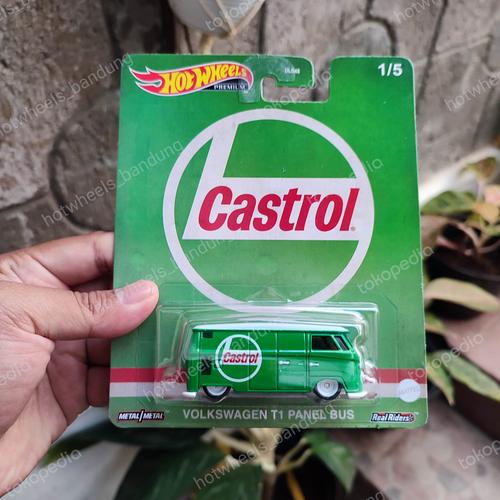 HOT WHEELS
PREMIUM
1/5
Castrol
Castrol
VOLKSWAGEN T1 PANEL BUS
METAL/METAL
Real Riders
hotwheels_bandung
tokopedia